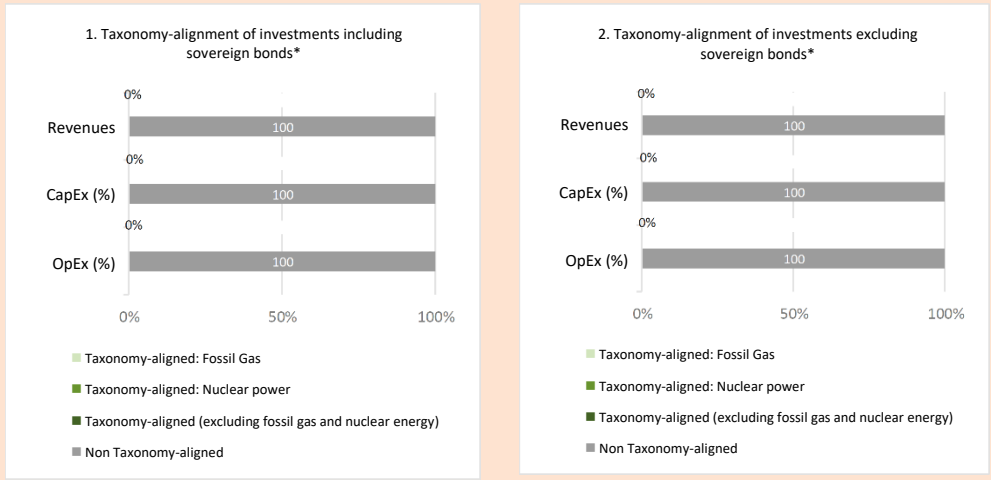 1. Taxonomy-alignment of investments including
sovereign bonds*
0%
Revenues
100
0%
CapEx (%)
100
0%
OpEx (%)
100
0%
50%
100%
Taxonomy-aligned: Fossil Gas
Taxonomy-aligned: Nuclear power
Taxonomy-aligned (excluding fossil gas and nuclear energy)
Non Taxonomy-aligned
2. Taxonomy-alignment of investments excluding
sovereign bonds*
0%
Revenues
100
0%
CapEx (%)
100
0%
OpEx (%)
100
0%
50%
100%
Taxonomy-aligned: Fossil Gas
Taxonomy-aligned: Nuclear power
Taxonomy-aligned (excluding fossil gas and nuclear energy)
Non Taxonomy-aligned